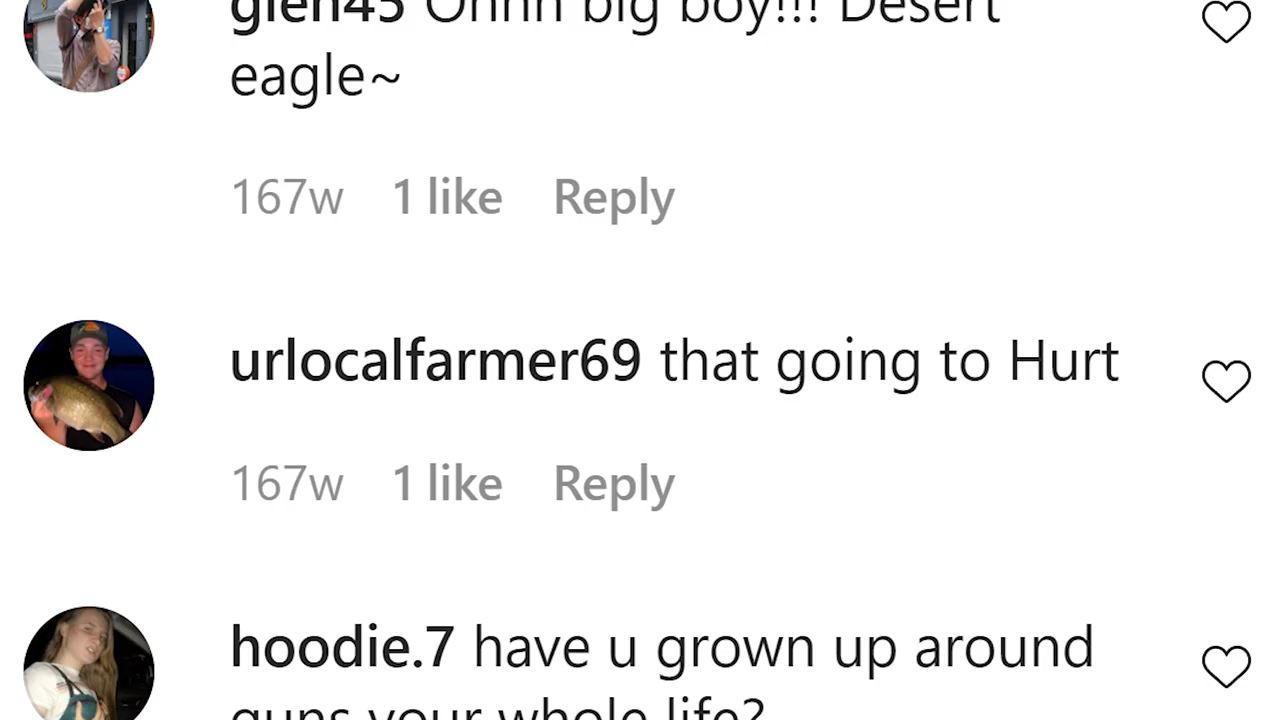 glen45 Ohhh big boy!!! Desert
eagle~
167w 1 like Reply
urlocalfarmer69 that going to Hurt
167w 1 like Reply
hoodie.7 have u grown up around
guns your whole life?